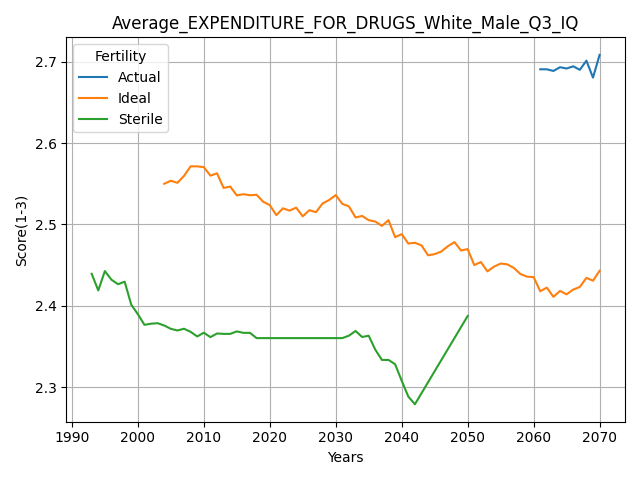 Average_EXPENDITURE_FOR_DRUGS_White_Male_Q3_IQ
Fertility
Actual
Ideal
Sterile
Score(1-3)
2.7
2.6
2.5
2.4
2.3
1990 2000 2010 2020 2030 2040 2050 2060 2070
Years